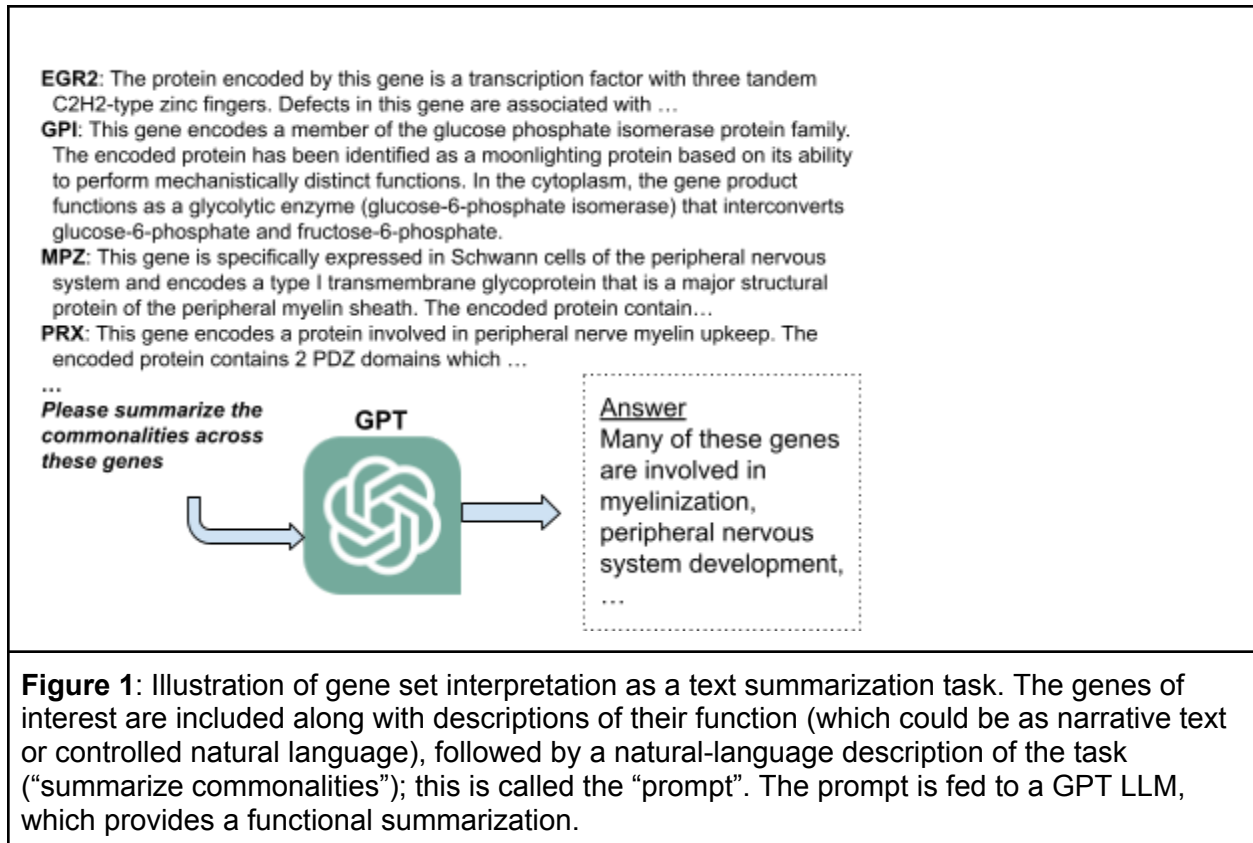 EGR2: The protein encoded by this gene is a transcription factor with three tandem
C2H2-type zinc fingers. Defects in this gene are associated with …
GPI: This gene encodes a member of the glucose phosphate isomerase protein family.
The encoded protein has been identified as a moonlighting protein based on its ability
to perform mechanistically distinct functions. In the cytoplasm, the gene product
functions as a glycolytic enzyme (glucose-6-phosphate isomerase) that interconverts
glucose-6-phosphate and fructose-6-phosphate.
MPZ: This gene is specifically expressed in Schwann cells of the peripheral nervous
system and encodes a type I transmembrane glycoprotein that is a major structural
protein of the peripheral myelin sheath. The encoded protein contain…
PRX: This gene encodes a protein involved in peripheral nerve myelin upkeep. The
encoded protein contains 2 PDZ domains which …
…
Please summarize the
commonalities across
these genes
GPT
Answer
Many of these genes
are involved in
myelinization,
peripheral nervous
system development,
…
Figure 1: Illustration of gene set interpretation as a text summarization task. The genes of
interest are included along with descriptions of their function (which could be as narrative text
or controlled natural language), followed by a natural-language description of the task
(“summarize commonalities”); this is called the “prompt”. The prompt is fed to a GPT LLM,
which provides a functional summarization.